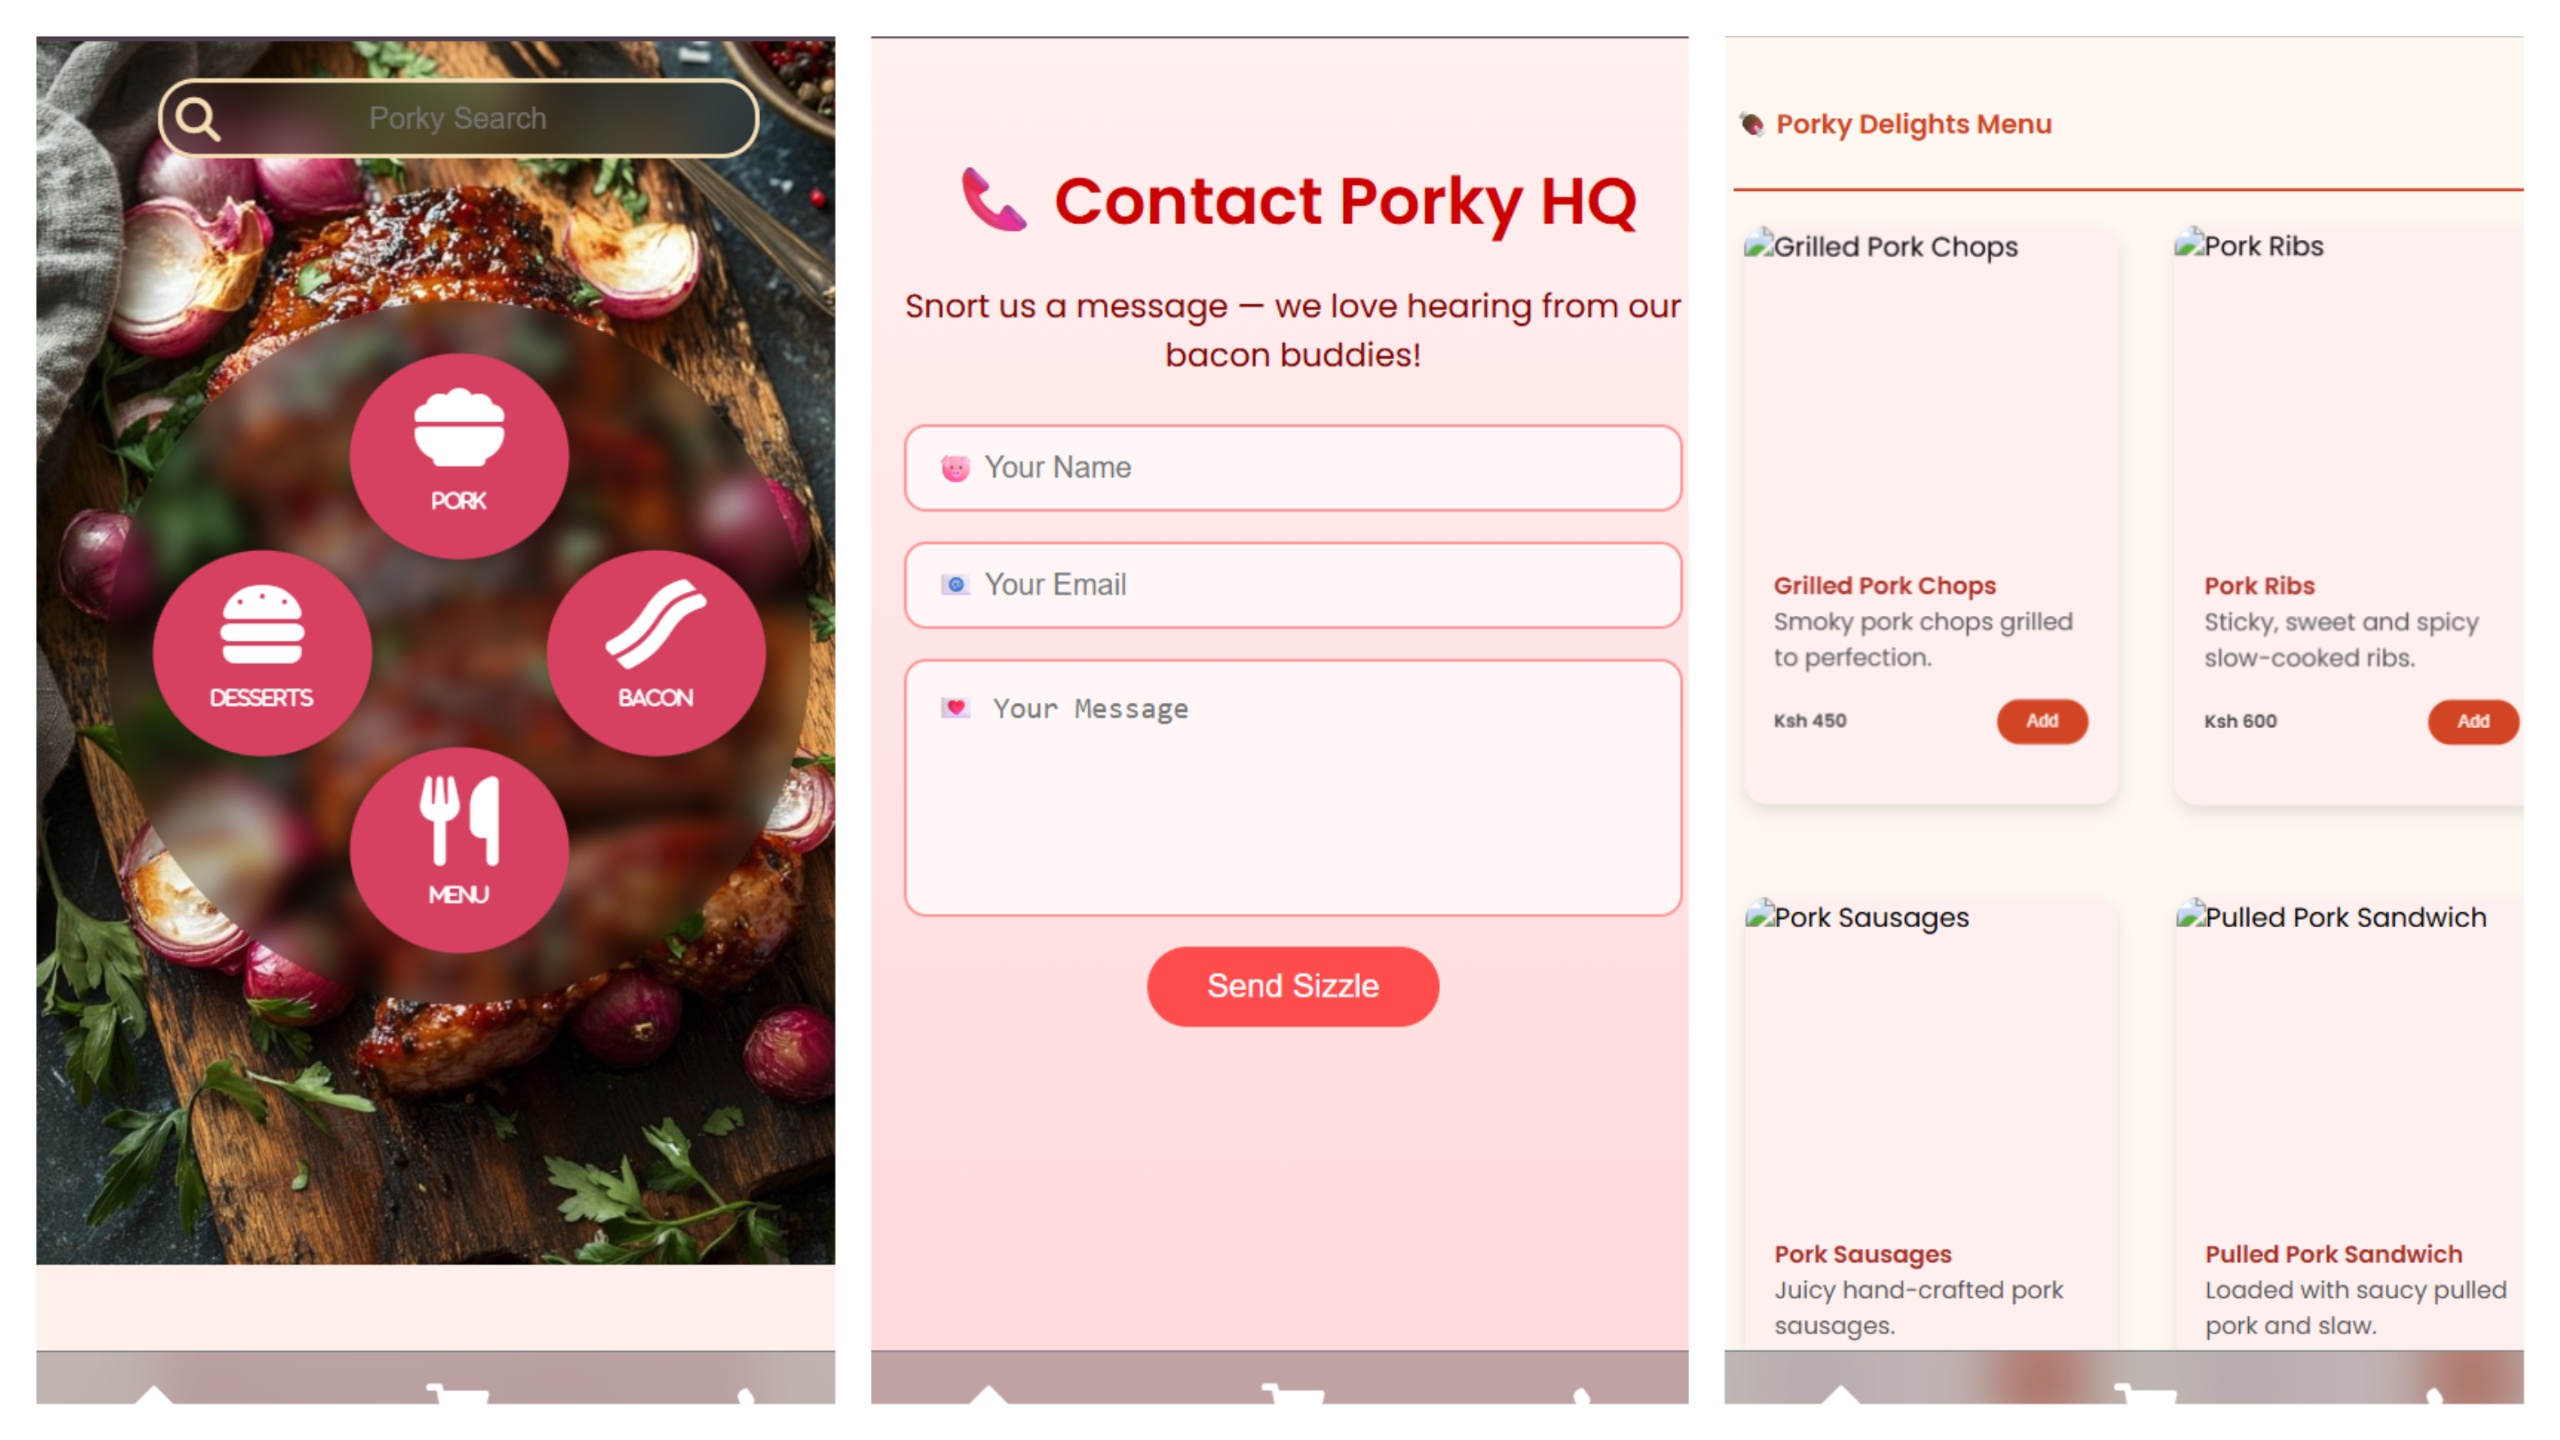 Porky Search
PORK
DESSERTS
BACON
MENU
Contact Porky HQ
Snort us a message — we love hearing from our
bacon buddies!
Your Name
Your Email
Your Message
Send Sizzle
Porky Delights Menu
Grilled Pork Chops
Pork Ribs
Grilled Pork Chops
Smoky pork chops grilled
to perfection.
Ksh 450
Add
Pork Ribs
Sticky, sweet and spicy
slow-cooked ribs.
Ksh 600
Add
Pork Sausages
Pulled Pork Sandwich
Pork Sausages
Juicy hand-crafted pork
sausages.
Pulled Pork Sandwich
Loaded with saucy pulled
pork and slaw.